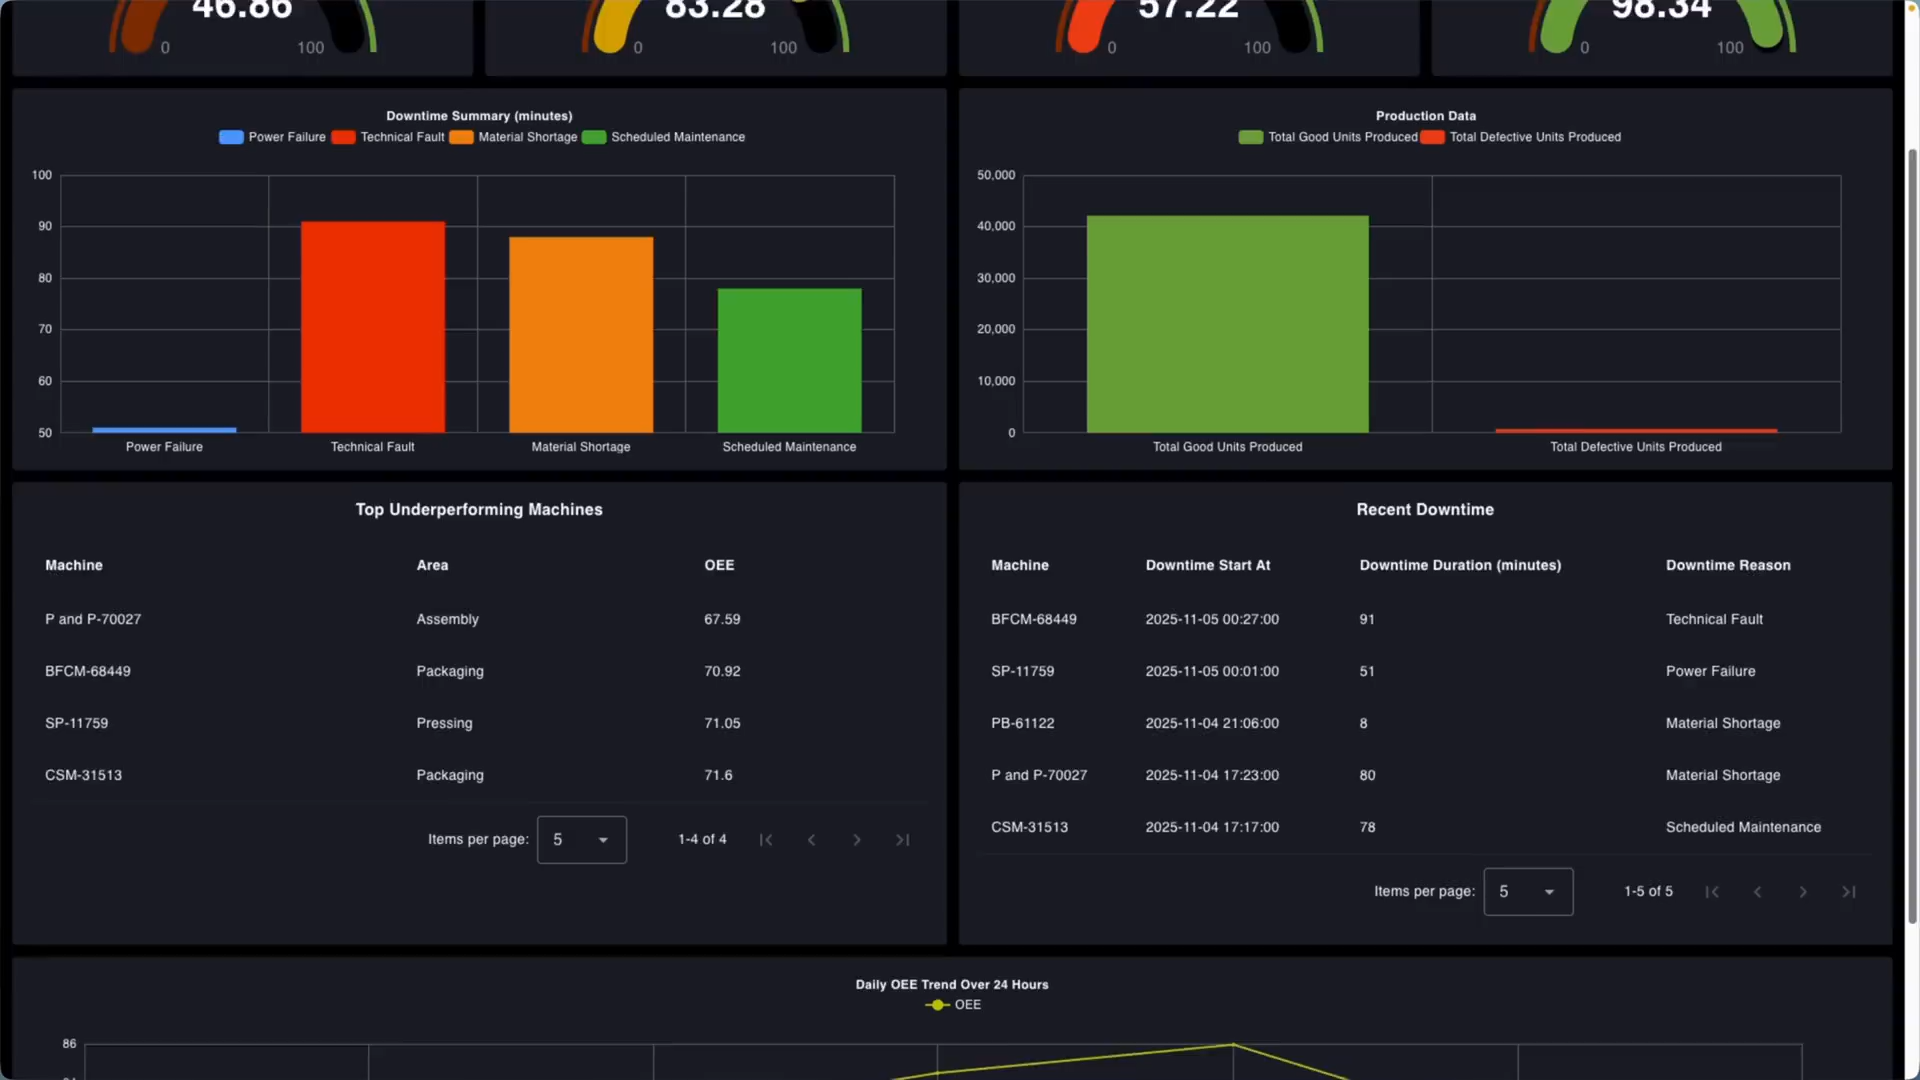 46.86
83.28
57.22
98.34
0 100
0 100
0 100
0 100
Downtime Summary (minutes)
Power Failure Technical Fault Material Shortage Scheduled Maintenance
100
90
80
70
60
50
Power Failure Technical Fault Material Shortage Scheduled Maintenance
Production Data
Total Good Units Produced Total Defective Units Produced
50,000
40,000
30,000
20,000
10,000
0
Total Good Units Produced Total Defective Units Produced
Top Underperforming Machines
Machine Area OEE
P and P-70027 Assembly 67.59
BFCM-68449 Packaging 70.92
SP-11759 Pressing 71.05
CSM-31513 Packaging 71.6
Items per page: 5 1-4 of 4
Recent Downtime
Machine Downtime Start At Downtime Duration (minutes) Downtime Reason
BFCM-68449 2025-11-05 00:27:00 91 Technical Fault
SP-11759 2025-11-05 00:01:00 51 Power Failure
PB-61122 2025-11-04 21:06:00 8 Material Shortage
P and P-70027 2025-11-04 17:23:00 80 Material Shortage
CSM-31513 2025-11-04 17:17:00 78 Scheduled Maintenance
Items per page: 5 1-5 of 5
Daily OEE Trend Over 24 Hours
OEE
86